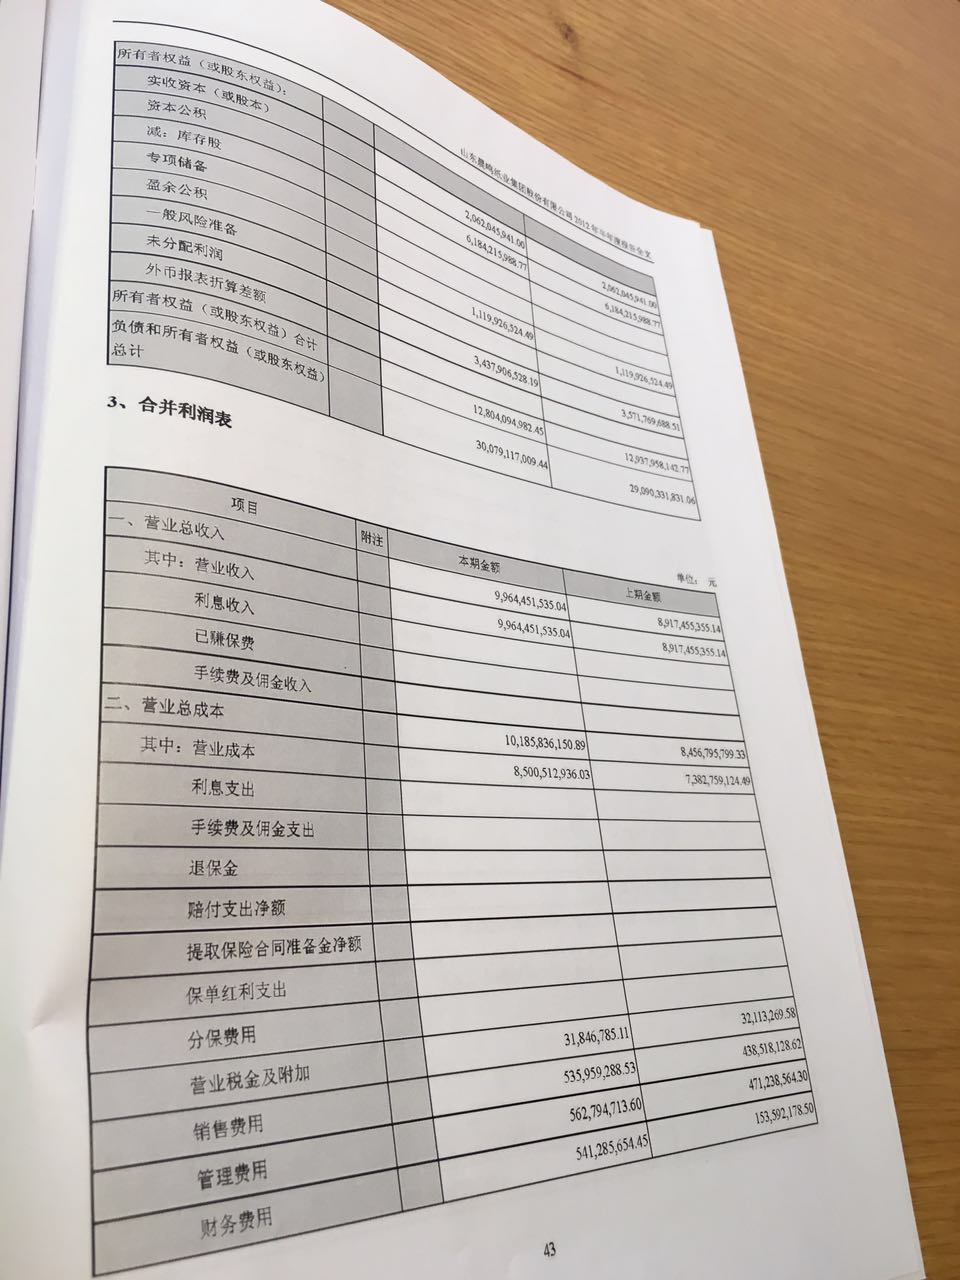 山东晨鸣纸业集团股份有限公司 2012 年半年度报告全文
所有者权益（或股东权益）：
实收资本（或股本） 2,062,045,941.00 2,062,045,941.00
资本公积 6,184,215,988.77 6,184,215,988.77
减：库存股
专项储备
盈余公积 1,119,926,524.49 1,119,926,524.49
一般风险准备
未分配利润 3,437,906,528.19 3,571,769,688.51
外币报表折算差额
所有者权益（或股东权益）合计 12,804,094,982.45 12,937,958,142.77
负债和所有者权益（或股东权益）
总计 30,079,117,009.44 29,090,331,831.06
3、合并利润表
单位： 元
项目 附注 本期金额 上期金额
一、营业总收入 9,964,451,535.04 8,917,455,355.14
其中：营业收入 9,964,451,535.04 8,917,455,355.14
利息收入
已赚保费
手续费及佣金收入
二、营业总成本 10,185,836,150.89 8,456,795,799.33
其中：营业成本 8,500,512,936.03 7,382,759,124.49
利息支出
手续费及佣金支出
退保金
赔付支出净额
提取保险合同准备金净额
保单红利支出
分保费用
营业税金及附加 31,846,785.11 32,113,269.58
销售费用 535,959,288.53 438,518,128.62
管理费用 562,794,713.60 471,238,564.30
财务费用 541,285,654.45 153,592,178.50
43